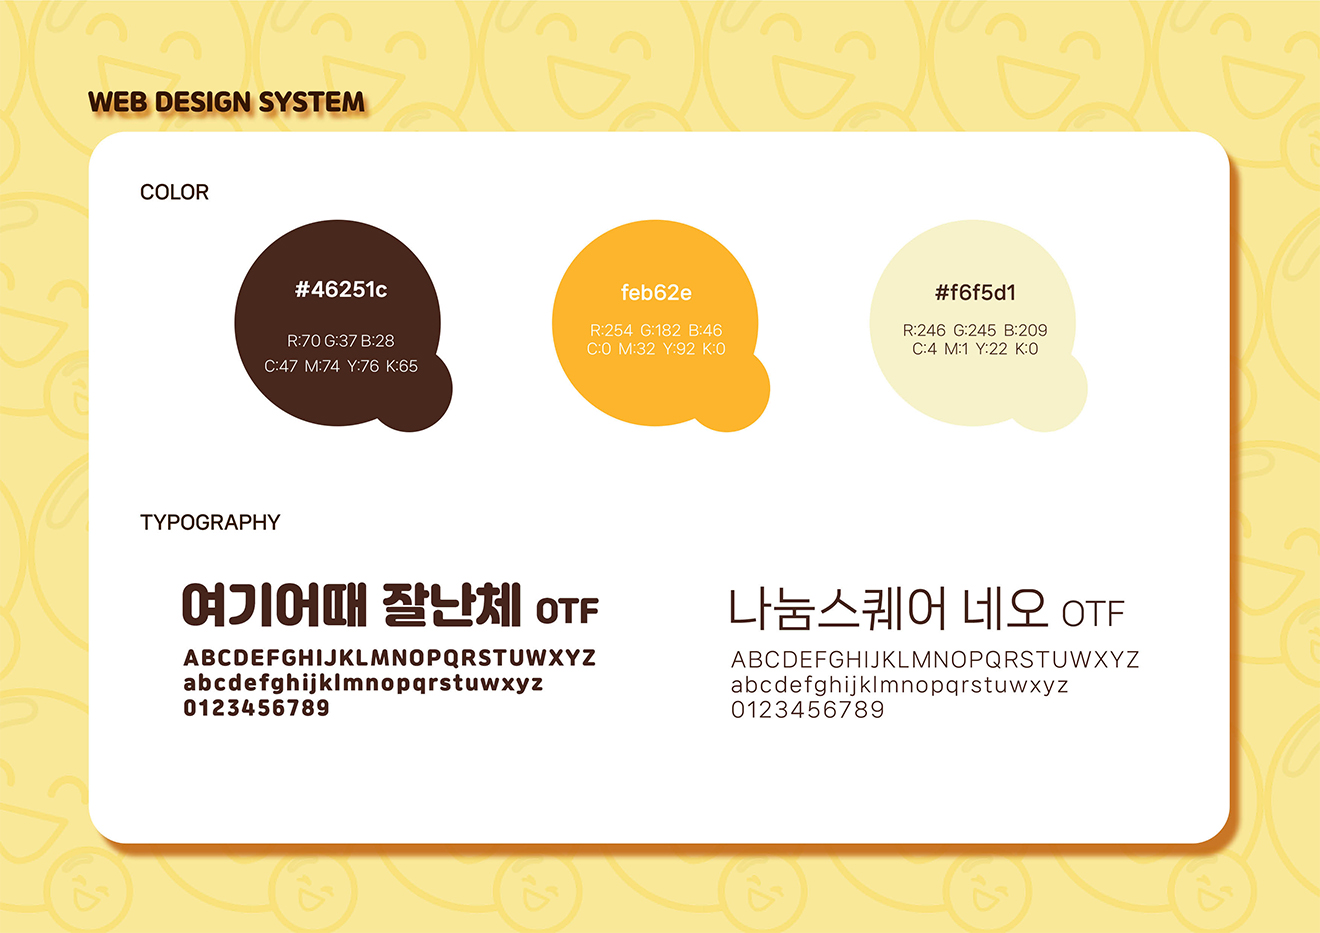 WEB DESIGN SYSTEM
COLOR
#46251c
R:70 G:37 B:28
C:47 M:74 Y:76 K:65
feb62e
R:254 G:182 B:46
C:0 M:32 Y:92 K:0
#f6f5d1
R:246 G:245 B:209
C:4 M:1 Y:22 K:0
TYPOGRAPHY
여기어때 잘난체 OTF
ABCDEFGHIJKLMNOPQRSTUWXYZ
abcdefghijklmnopqrstuwxyz
0123456789
나눔스퀘어 네오 OTF
ABCDEFGHIJKLMNOPQRSTUWXYZ
abcdefghijklmnopqrstuwxyz
0123456789